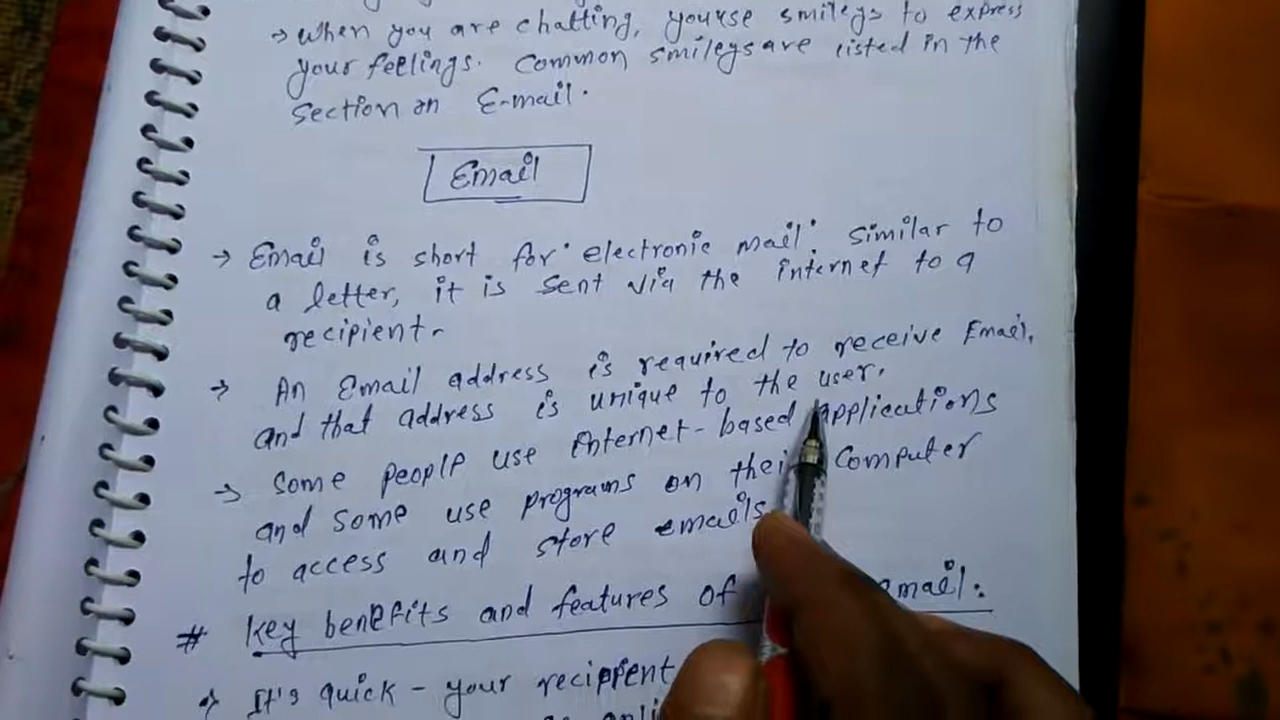 → When you are chatting, yourse smileys to express
your feelings. Common smileys are listed in the
section on E-mail.
Email
→ Email is short for electronic mail. Similar to
a letter, it is sent via the internet to a
recipient.
→ An Email address is required to receive Email,
and that address is unique to the user.
→ Some people use internet-based applications
and some use programs on their computer
to access and store emails
# Key benefits and features of email:
→ It's quick - your recippent